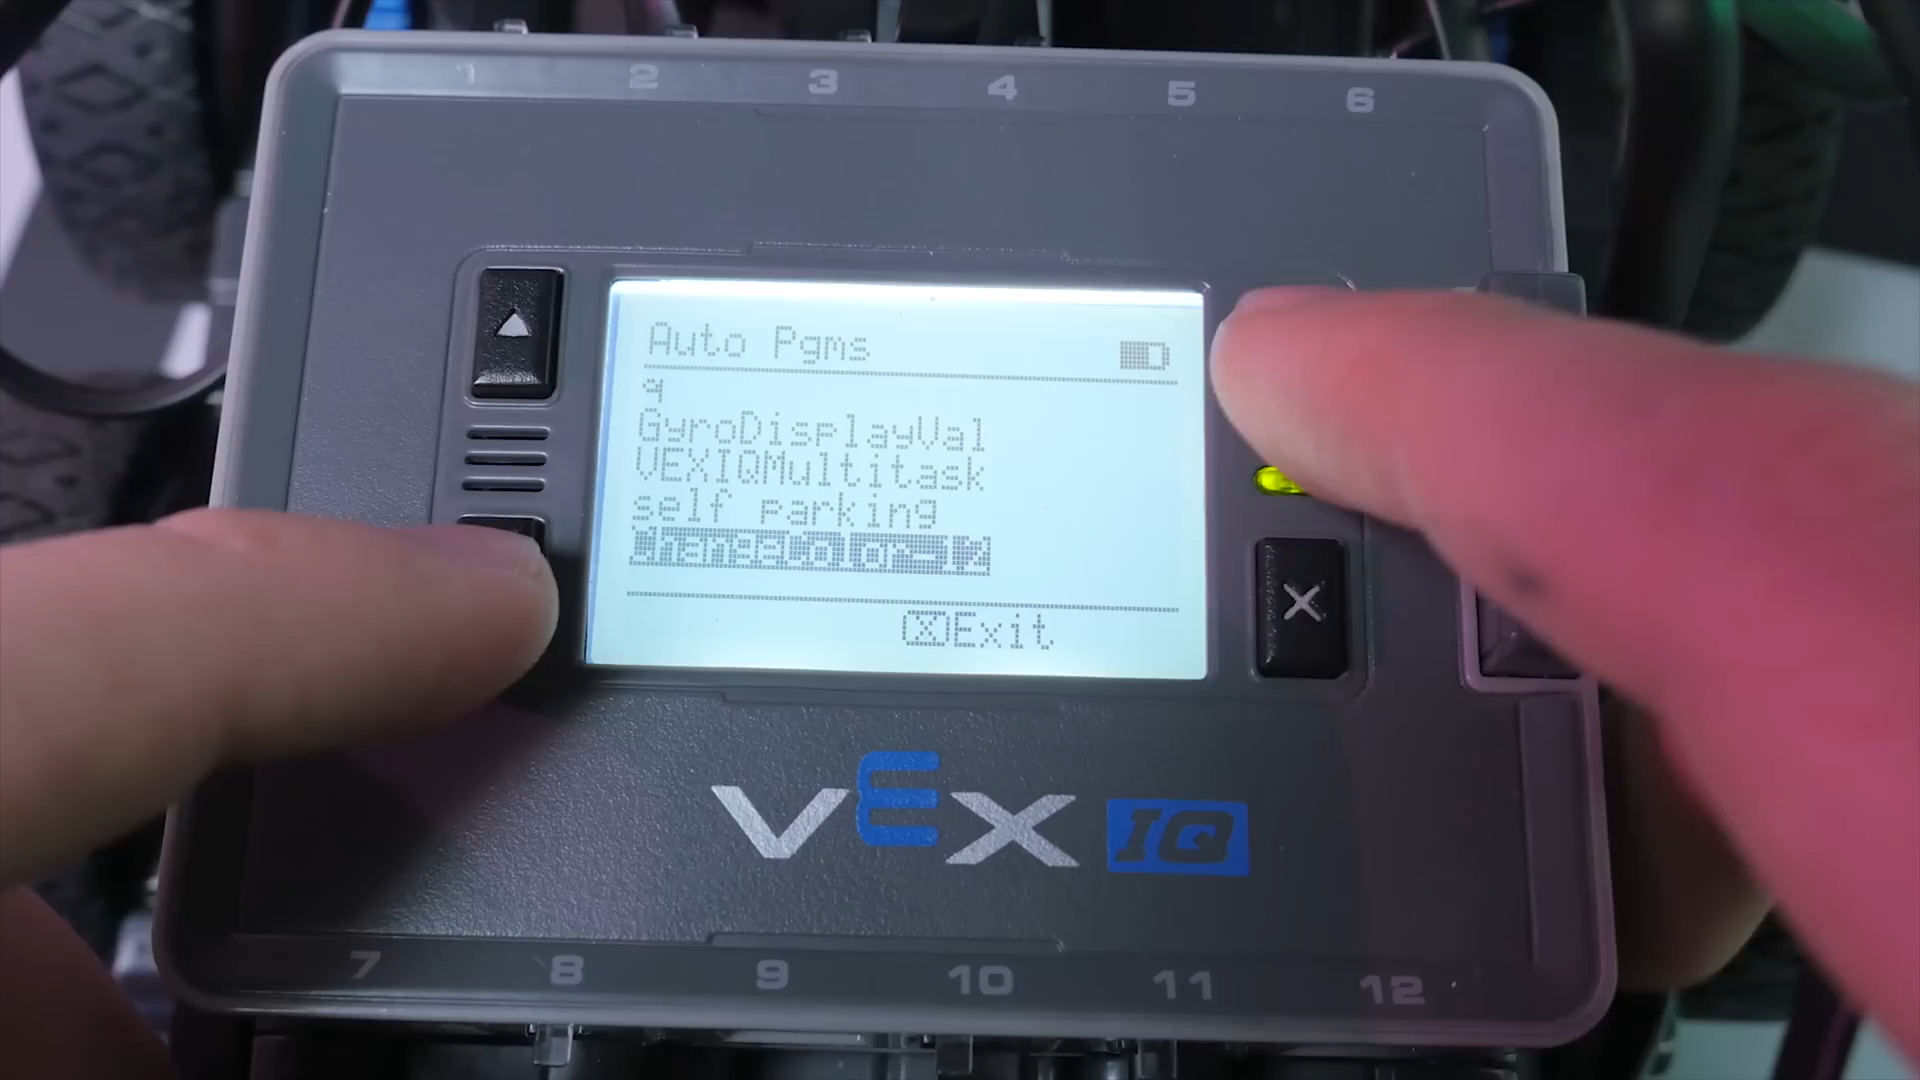 1 2 3 4 5 6
Auto Pgms
GyroDisplayVal
VEXIQMultitask
self parking
[X]Exit
VEX IQ
7 8 9 10 11 12